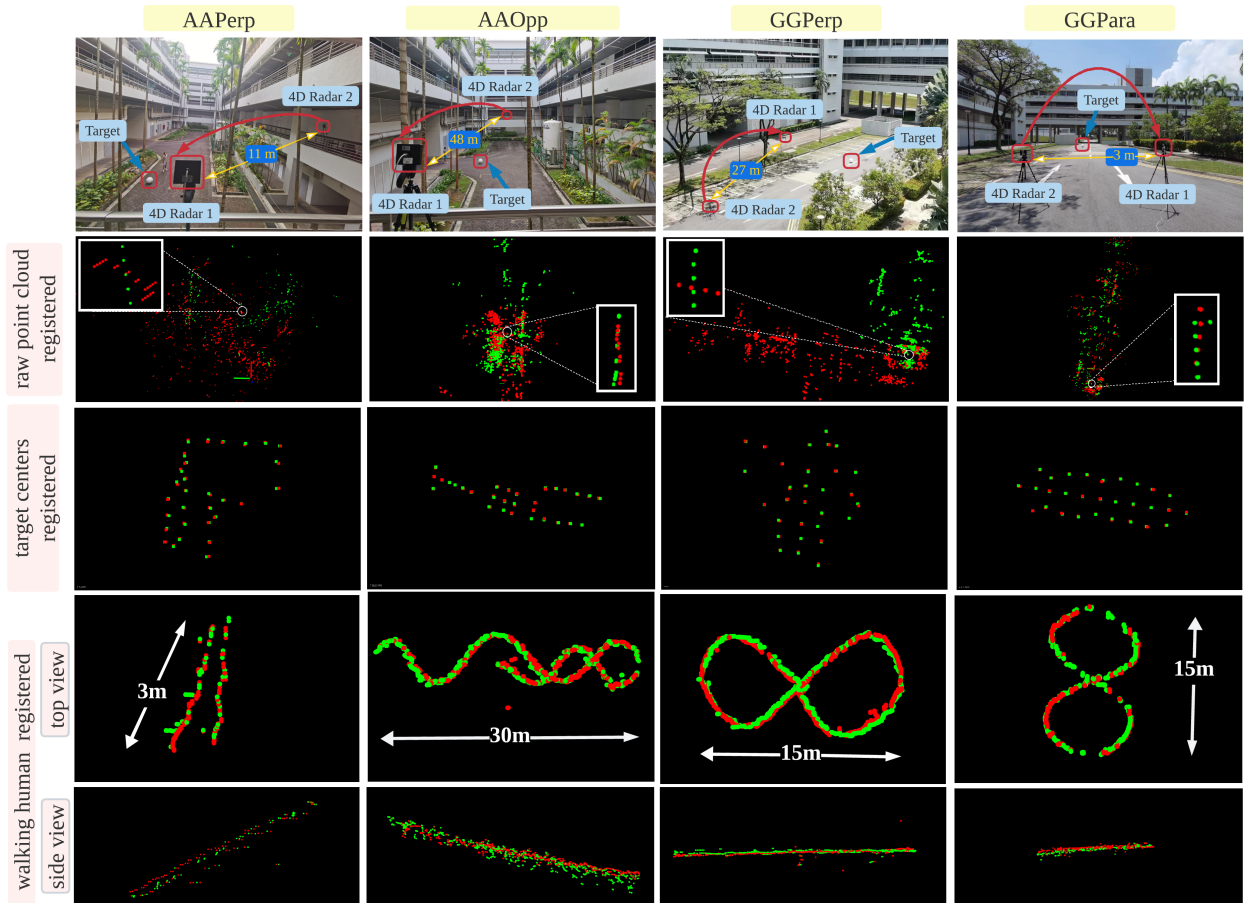 AAPerp
AAOpp
GGPerp
GGPara
4D Radar 2
Target
11 m
4D Radar 1
4D Radar 2
48 m
4D Radar 1
Target
4D Radar 1
Target
27 m
4D Radar 2
Target
3 m
4D Radar 2
4D Radar 1
raw point cloud
registered
target centers
registered
walking human registered
top view
3m
30m
15m
15m
side view